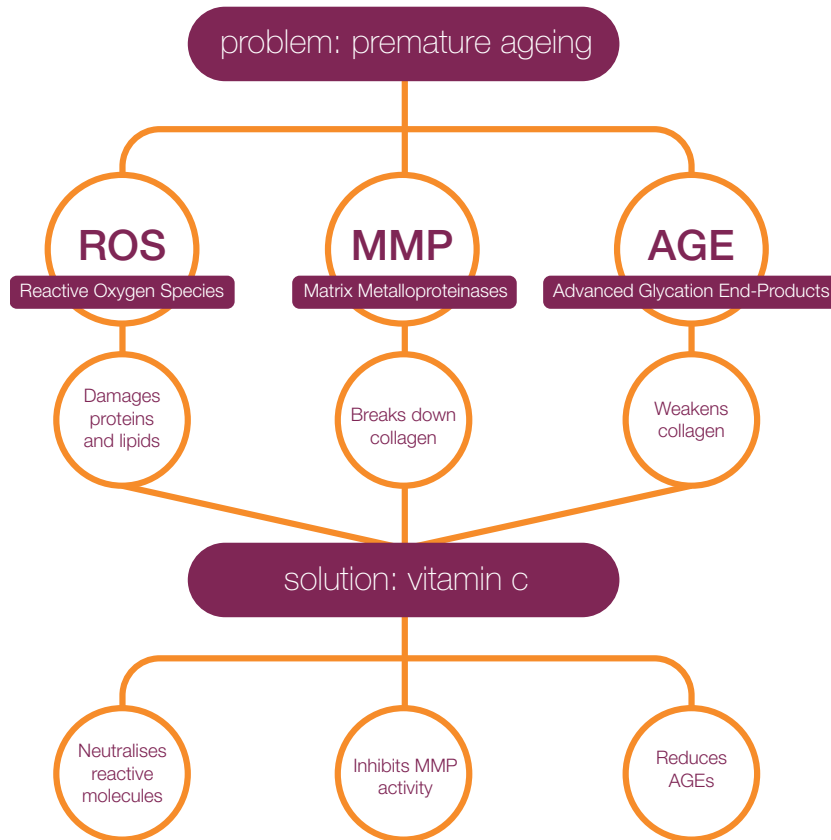 problem: premature ageing
ROS
Reactive Oxygen Species
MMP
Matrix Metalloproteinases
AGE
Advanced Glycation End-Products
Damages
proteins
and lipids
Breaks down
collagen
Weakens
collagen
solution: vitamin c
Neutralises
reactive
molecules
Inhibits MMP
activity
Reduces
AGEs